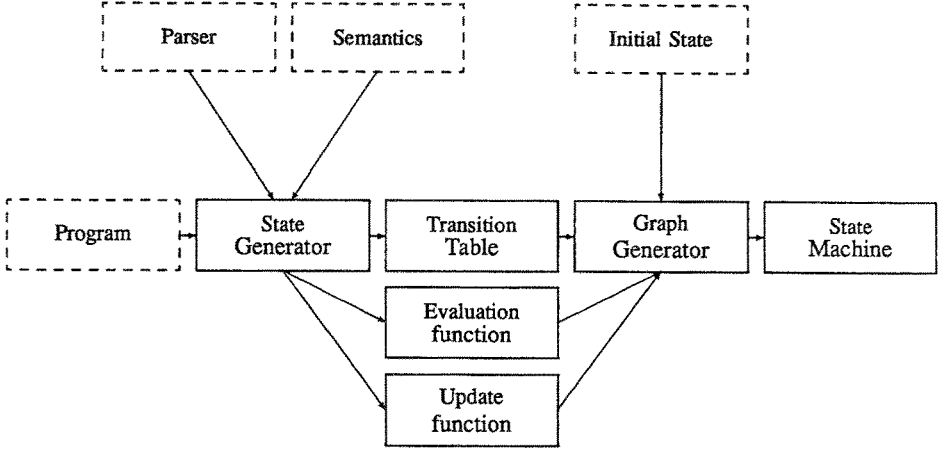 Parser
Semantics
Initial State
Program
State
Generator
Transition
Table
Graph
Generator
State
Machine
Evaluation
function
Update
function